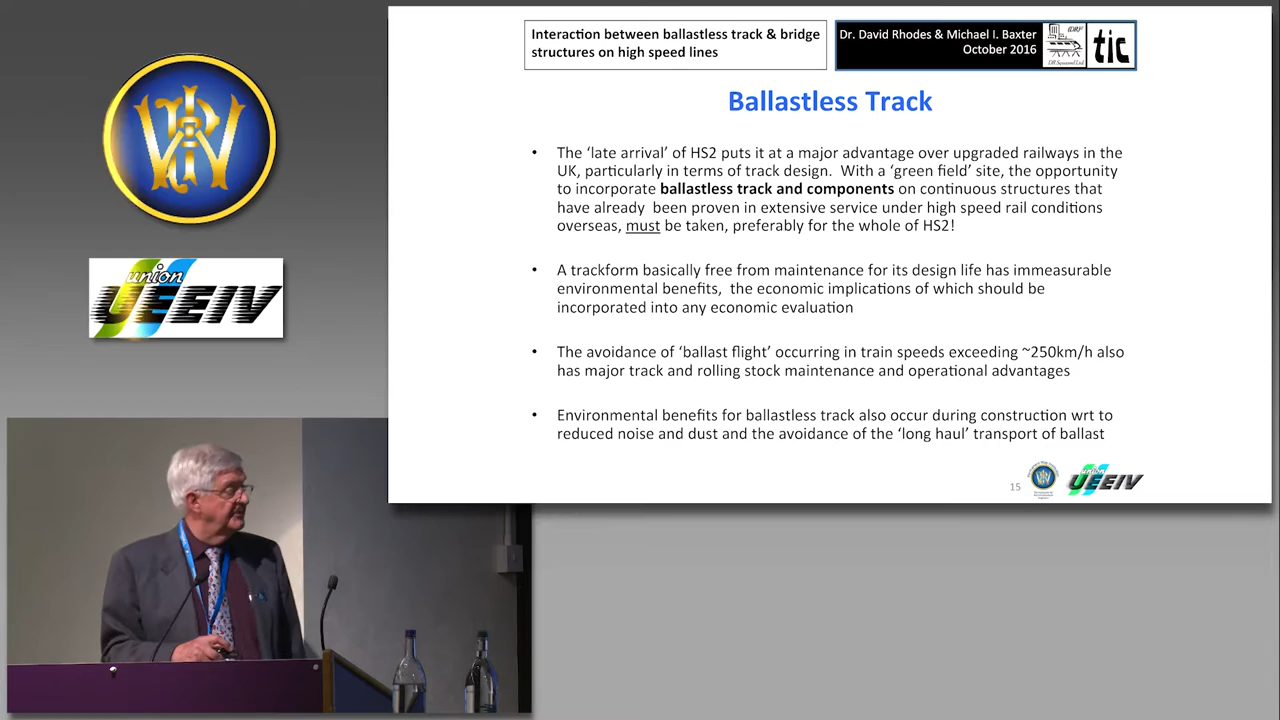 Interaction between ballastless track & bridge
structures on high speed lines
Dr. David Rhodes & Michael I. Baxter
October 2016
tic
Ballastless Track
• The ‘late arrival’ of HS2 puts it at a major advantage over upgraded railways in the
UK, particularly in terms of track design. With a ‘green field’ site, the opportunity
to incorporate ballastless track and components on continuous structures that
have already been proven in extensive service under high speed rail conditions
overseas, must be taken, preferably for the whole of HS2!
• A trackform basically free from maintenance for its design life has immeasurable
environmental benefits, the economic implications of which should be
incorporated into any economic evaluation
• The avoidance of ‘ballast flight’ occurring in train speeds exceeding ~250km/h also
has major track and rolling stock maintenance and operational advantages
• Environmental benefits for ballastless track also occur during construction wrt to
reduced noise and dust and the avoidance of the ‘long haul’ transport of ballast
15
union
UEEIV
union
UEEIV